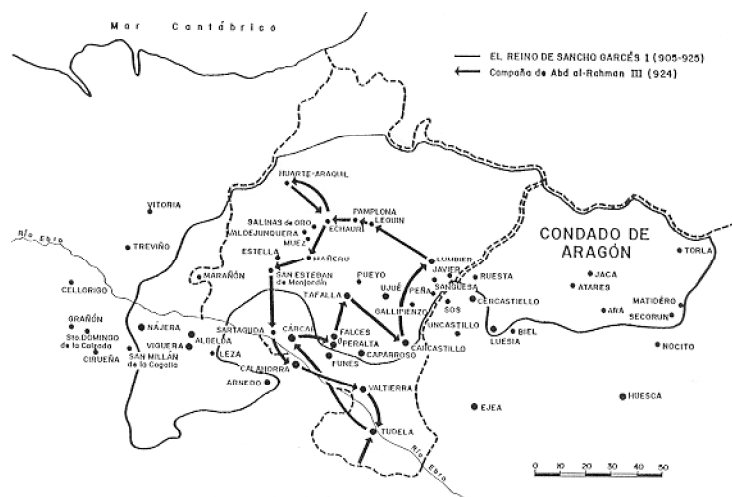 Mar Cantábrico
EL REINO DE SANCHO GARCÉS I (905-925)
Campaña de Abd al-Rahman III (924)
HUARTE-ARAQUIL
VITORIA
PAMPLONA
LEGUIN
SALINAS de ORO
VALDEJUNQUERA
ECHAURI
MUEZ
RÍO Ebro
TREVIÑO
ESTELLA
MAÑERU
CONDADO DE
ARAGÓN
TORLA
LUMBIER
JAVIER
RUESTA
JACA
MARAÑÓN
SAN ESTEBAN
de Monjardín
PUEYO
UJUÉ
PEÑA
SANGUESA
ATARES
CELLORIGO
TAFALLA
GALLIPIENZO
SOS
CERCASTIELLO
MATIDERO
ARA
SECORUN
GRAÑÓN
NÁJERA
SARTAGUDA
CÁRCAR
FALCES
UNCASTILLO
BIEL
LUESIA
Sto. DOMINGO
de la Calzada
ALBELDA
VIGUERA
PERALTA
CARCASTILLO
NOCITO
CIRUEÑA
SAN MILLÁN
de la Cogolla
LEZA
FUNES
CAPARROSO
CALAHORRA
ARNEDO
VALTIERRA
HUESCA
EJEA
TUDELA
Río Ebro
0 10 20 30 40 50